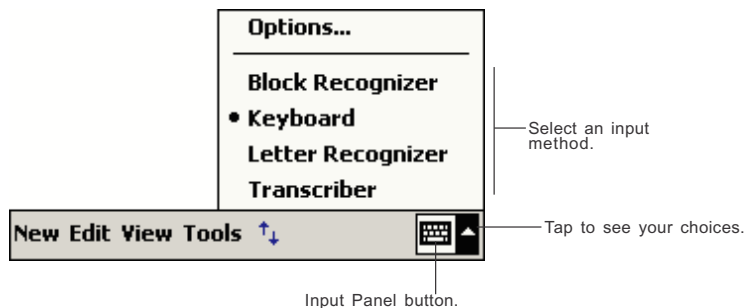 Options...
Block Recognizer
Keyboard
Letter Recognizer
Transcriber
Select an input
method.
New Edit View Tools
Tap to see your choices.
Input Panel button.